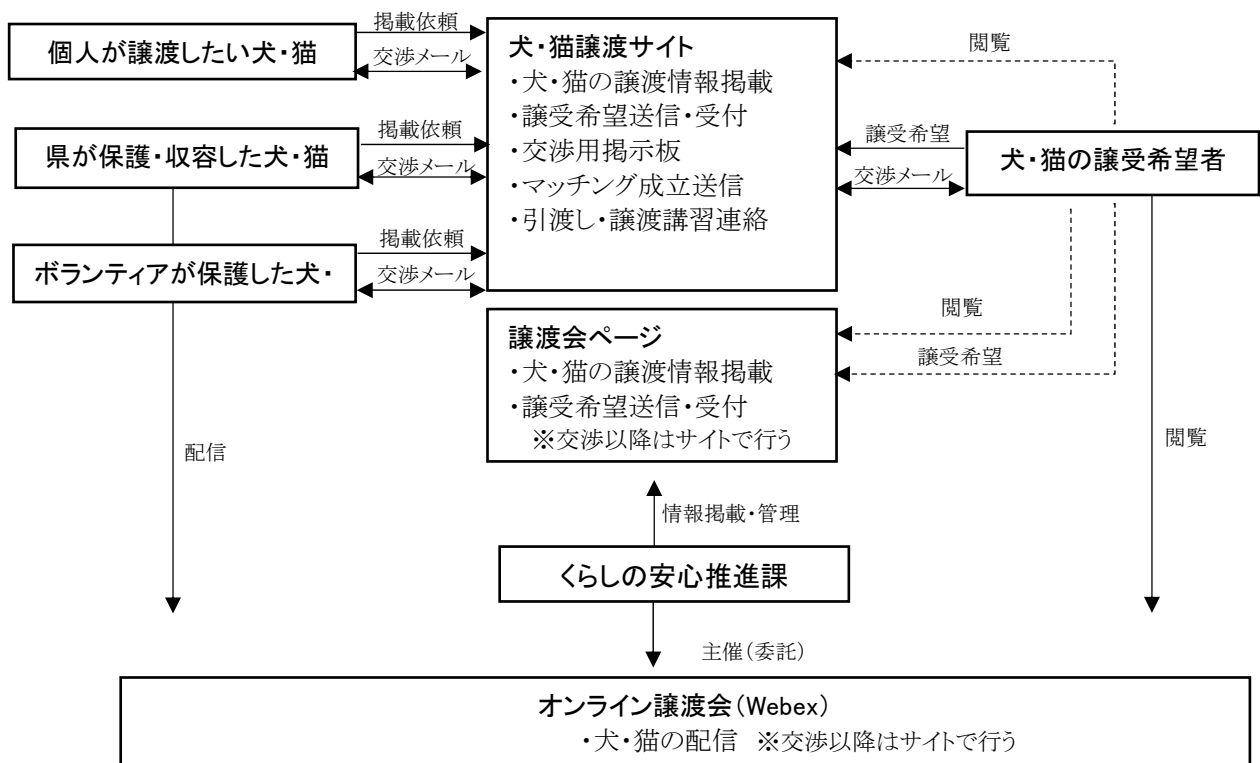 掲載依頼
個人が譲渡したい犬・猫
交渉メール
犬・猫譲渡サイト
・犬・猫の譲渡情報掲載
・譲受希望送信・受付
・交渉用掲示板
・マッチング成立送信
・引渡し・譲渡講習連絡
閲覧
掲載依頼
県が保護・収容した犬・猫
交渉メール
譲受希望
犬・猫の譲受希望者
交渉メール
掲載依頼
ボランティアが保護した犬・
交渉メール
閲覧
譲渡会ページ
・犬・猫の譲渡情報掲載
・譲受希望送信・受付
※交渉以降はサイトで行う
譲受希望
配信
閲覧
情報掲載・管理
くらしの安心推進課
主催(委託)
オンライン譲渡会(Webex)
・犬・猫の配信 ※交渉以降はサイトで行う